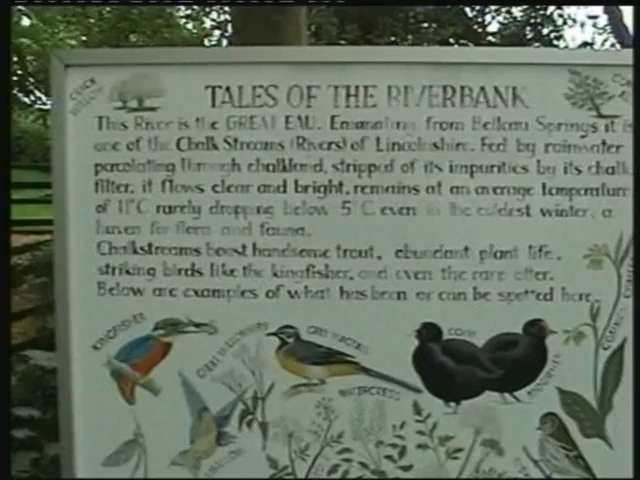 TALES OF THE RIVERBANK
This River is the GREAT EAU. Emanating from Belleau Springs it is
one of the Chalk Streams (Rivers) of Lincolnshire. Fed by rainwater
percolating through chalkland, stripped of its impurities by its chalk
filter, it flows clear and bright, remains at an average temperature
of 11°C rarely dropping below 5°C even in the coldest winter, a
haven for flora and fauna.
Chalkstreams boast handsome trout, abundant plant life,
striking birds like the kingfisher, and even the rare otter.
Below are examples of what has been or can be spotted here.
CRACK WILLOW
KINGFISHER
GREY WAGTAIL
COOT
MOORHEN
WATERCRESS